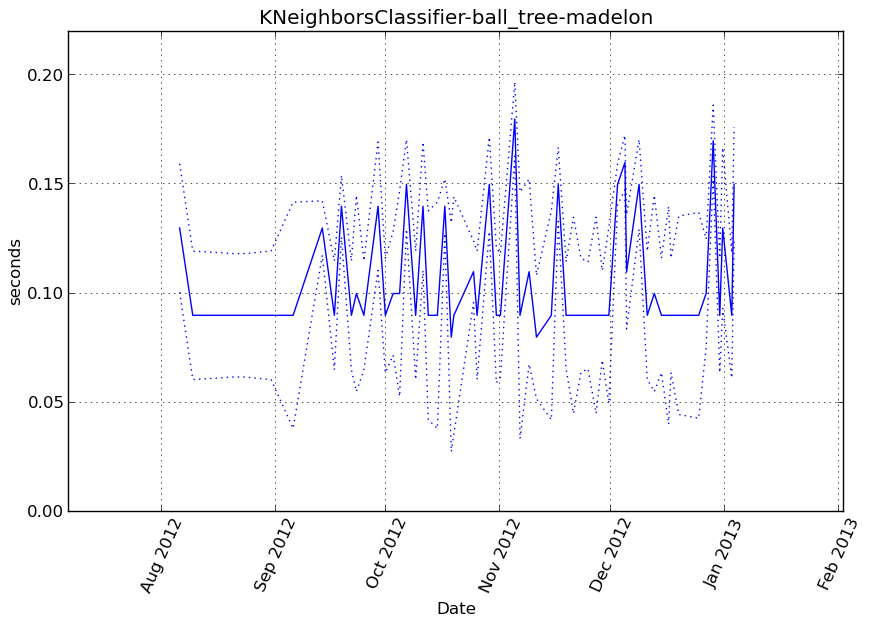 KNeighborsClassifier-ball_tree-madelon
0.20
0.15
0.10
0.05
0.00
seconds
Aug 2012
Sep 2012
Oct 2012
Nov 2012
Dec 2012
Jan 2013
Feb 2013
Date